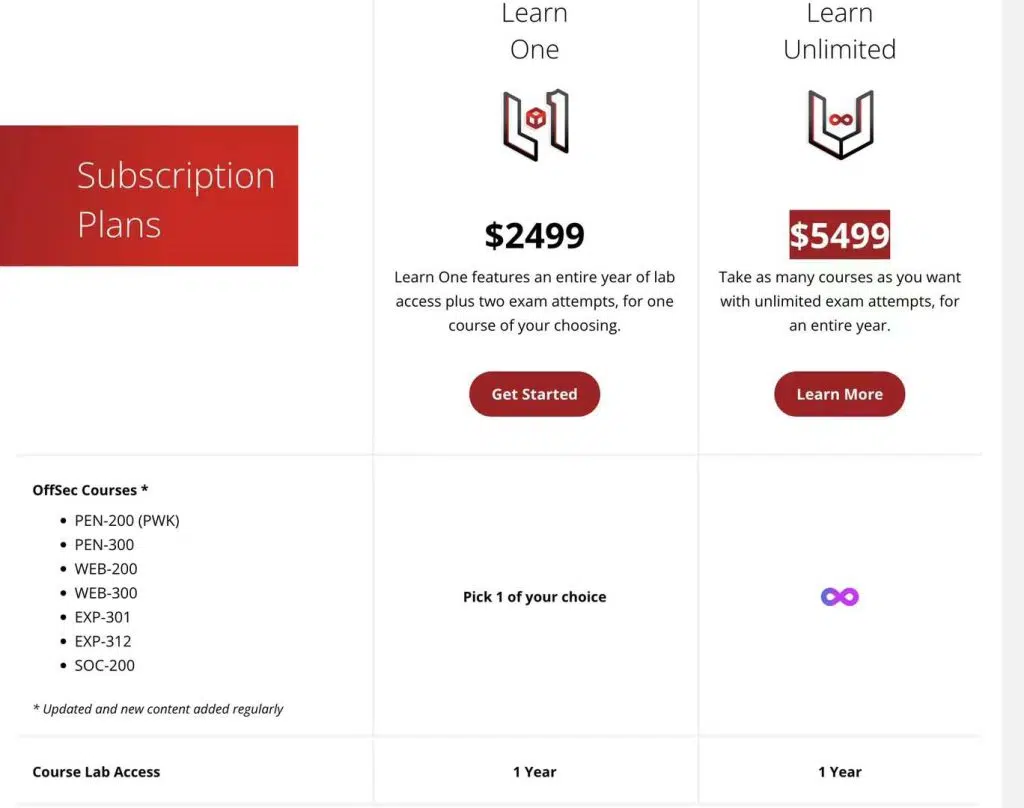 Learn
One
Learn
Unlimited
Subscription
Plans
$2499
Learn One features an entire year of lab
access plus two exam attempts, for one
course of your choosing.
Get Started
$5499
Take as many courses as you want
with unlimited exam attempts, for
an entire year.
Learn More
OffSec Courses *
• PEN-200 (PWK)
• PEN-300
• WEB-200
• WEB-300
• EXP-301
• EXP-312
• SOC-200
* Updated and new content added regularly
Pick 1 of your choice
Course Lab Access
1 Year
1 Year